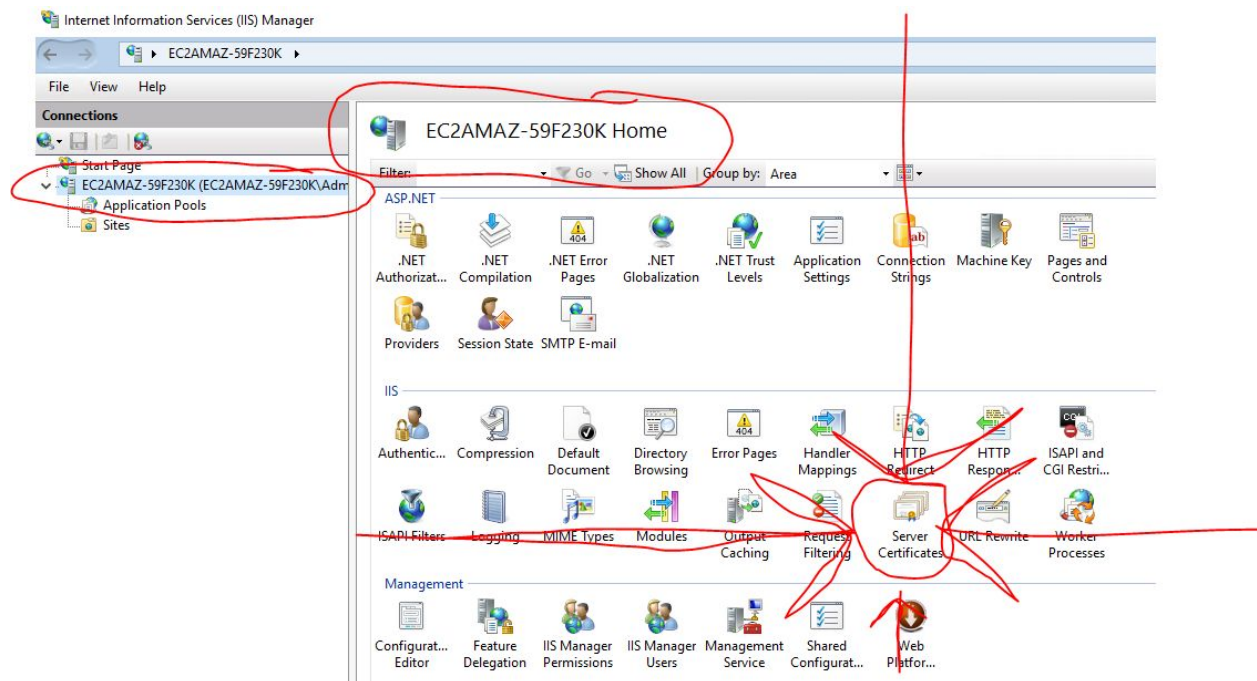 Internet Information Services (IIS) Manager
EC2AMAZ-59F230K
File View Help
Connections
Start Page
EC2AMAZ-59F230K (EC2AMAZ-59F230K\Adm
Application Pools
Sites
EC2AMAZ-59F230K Home
Filter: Go Show All Group by: Area
ASP.NET
.NET Authorizat...
.NET Compilation
.NET Error Pages
.NET Globalization
.NET Trust Levels
Application Settings
Connection Strings
Machine Key
Pages and Controls
Providers
Session State
SMTP E-mail
IIS
Authentic...
Compression
Default Document
Directory Browsing
Error Pages
Handler Mappings
HTTP Redirect
HTTP Respon...
ISAPI and CGI Restri...
ISAPI Filters
Logging
MIME Types
Modules
Output Caching
Request Filtering
Server Certificates
URL Rewrite
Worker Processes
Management
Configurat... Editor
Feature Delegation
IIS Manager Permissions
IIS Manager Users
Management Service
Shared Configurat...
Web Platfor...